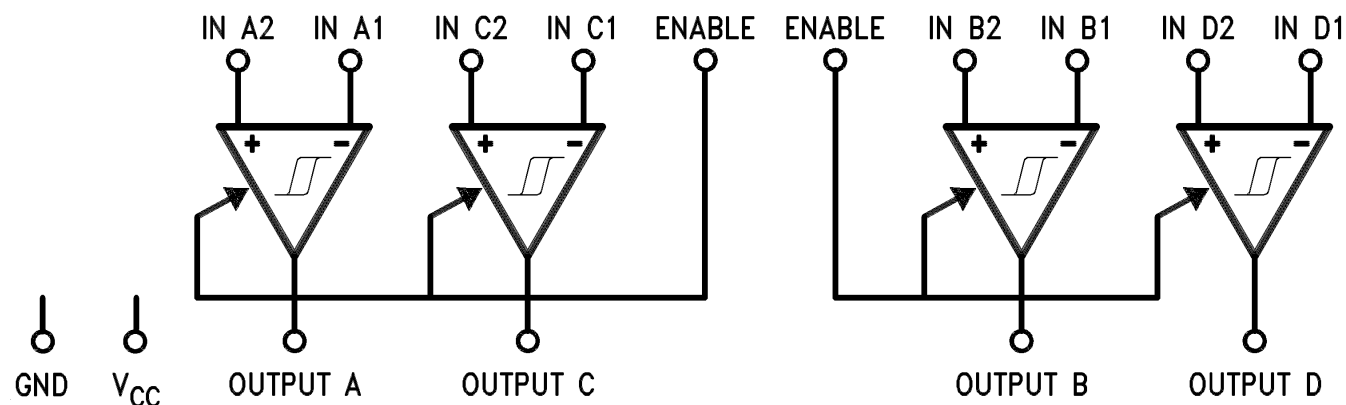 IN A2 IN A1 IN C2 IN C1 ENABLE ENABLE IN B2 IN B1 IN D2 IN D1
+ - + - + - + -
GND VCC OUTPUT A OUTPUT C OUTPUT B OUTPUT D